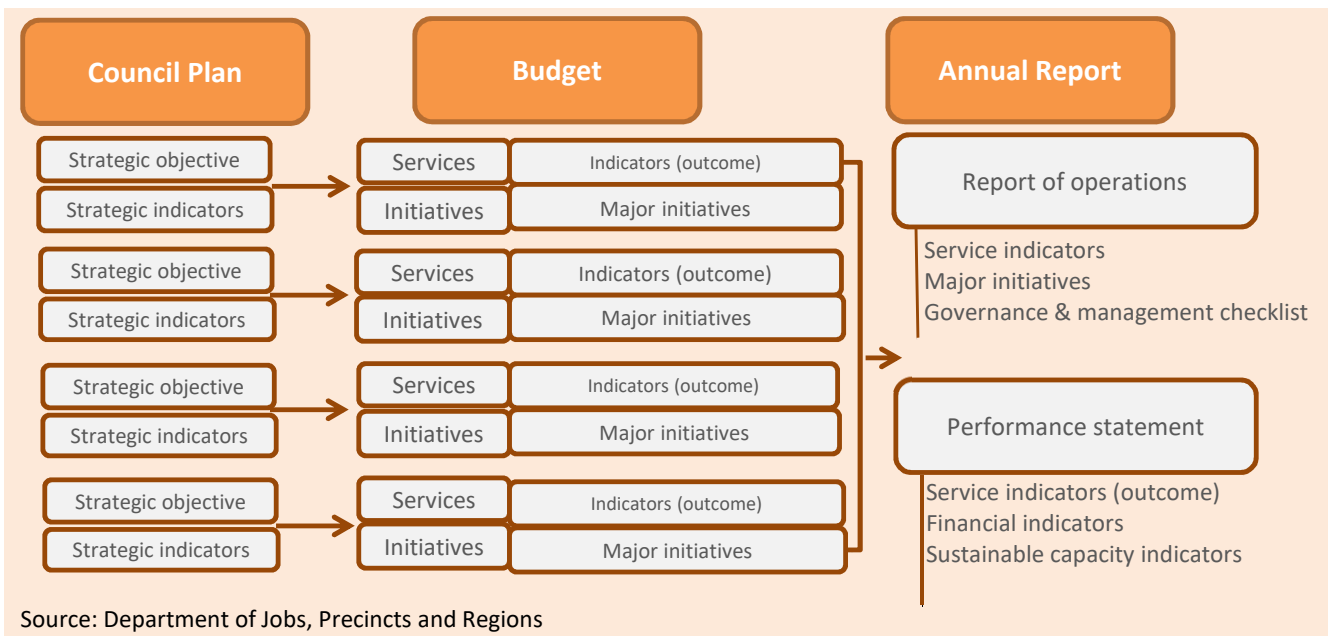 Council Plan
Budget
Annual Report
Strategic objective
Strategic indicators
Services
Indicators (outcome)
Initiatives
Major initiatives
Strategic objective
Strategic indicators
Services
Indicators (outcome)
Initiatives
Major initiatives
Strategic objective
Strategic indicators
Services
Indicators (outcome)
Initiatives
Major initiatives
Strategic objective
Strategic indicators
Services
Indicators (outcome)
Initiatives
Major initiatives
Report of operations
Service indicators
Major initiatives
Governance & management checklist
Performance statement
Service indicators (outcome)
Financial indicators
Sustainable capacity indicators
Source: Department of Jobs, Precincts and Regions